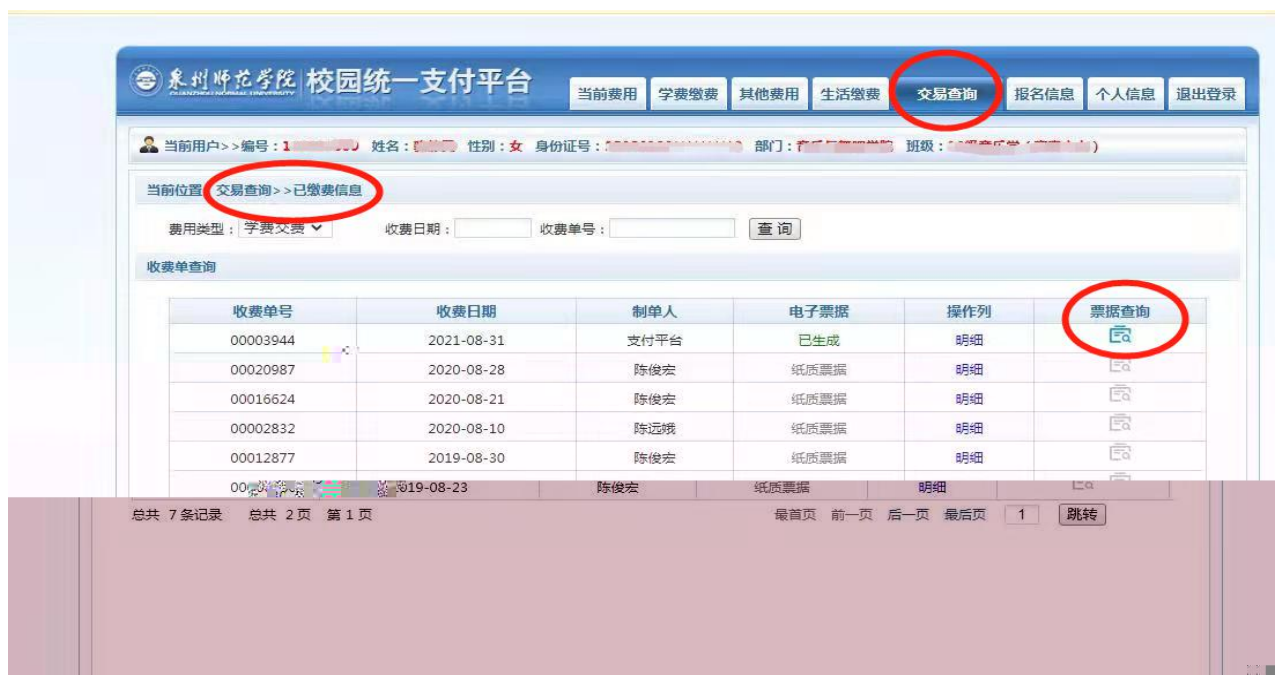 泉州师范学院 校园统一支付平台
QUANZHOU NORMAL UNIVERSITY
当前费用 学费缴费 其他费用 生活缴费 交易查询 报名信息 个人信息 退出登录
当前用户>>编号：1 姓名： 性别：女 身份证号： 部门： 班级：
当前位置 交易查询>>已缴费信息
费用类型： 学费交费 收费日期： 收费单号： 查 询
收费单查询
收费单号 收费日期 制单人 电子票据 操作列 票据查询
00003944 2021-08-31 支付平台 已生成 明细
00020987 2020-08-28 陈俊宏 纸质票据 明细
00016624 2020-08-21 陈俊宏 纸质票据 明细
00002832 2020-08-10 陈远娥 纸质票据 明细
00012877 2019-08-30 陈俊宏 纸质票据 明细
019-08-23 陈俊宏 纸质票据 明细
总共 7 条记录 总共 2 页 第 1 页 最首页 前一页 后一页 最后页 1 跳转